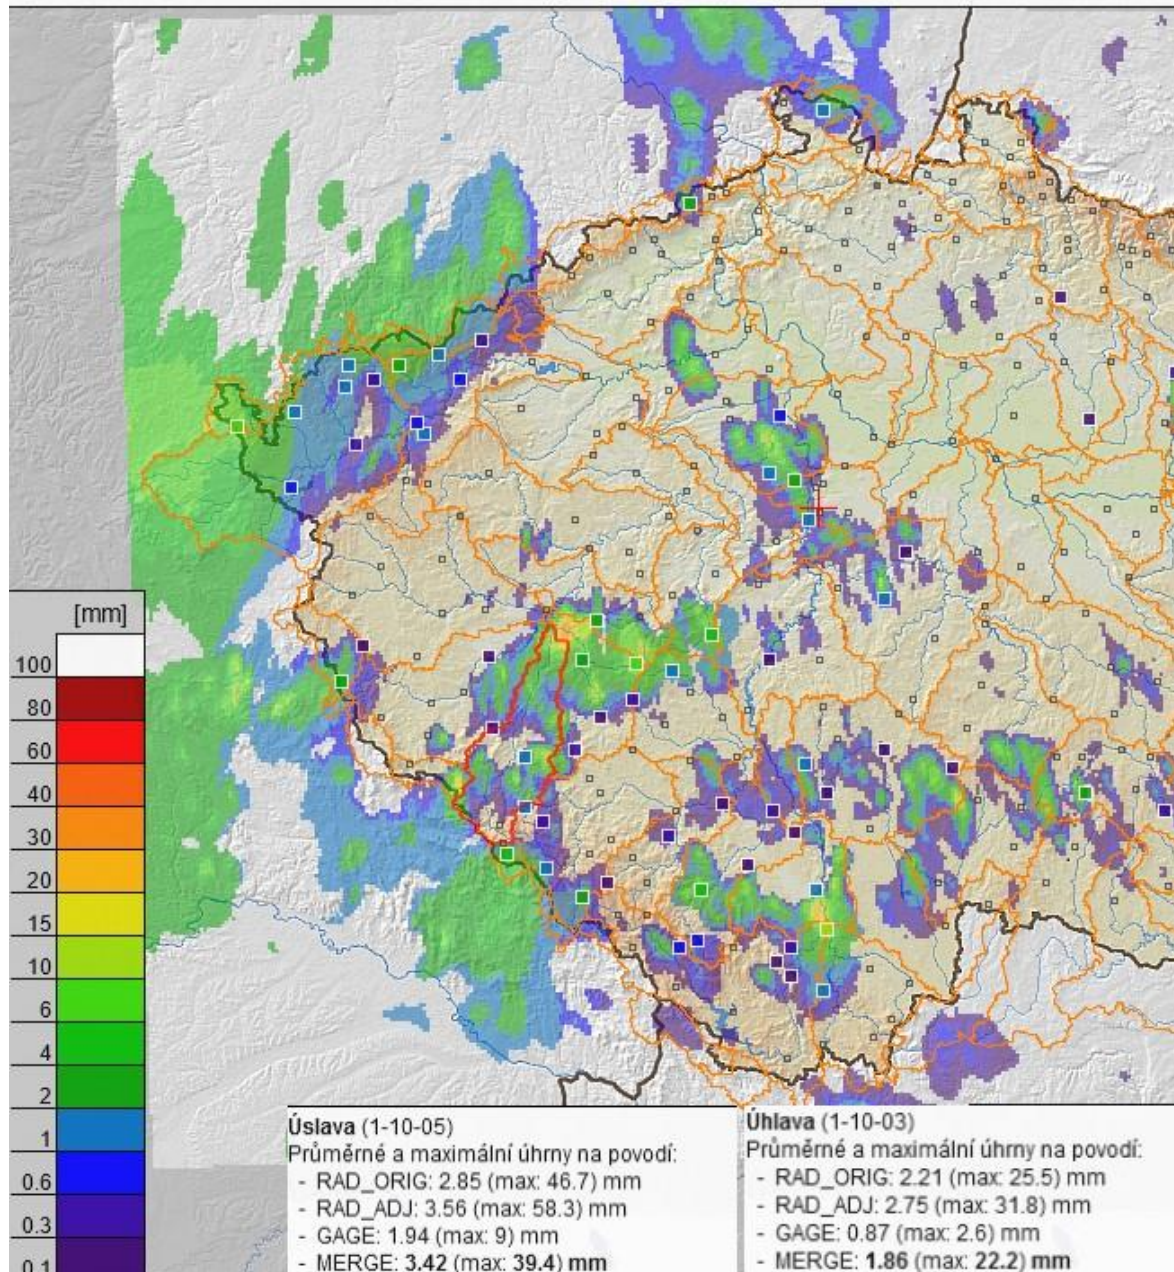 [mm]
100
80
60
40
30
20
15
10
6
4
2
1
0.6
0.3
0.1
Úslava (1-10-05)
Průměrné a maximální úhrny na povodí:
- RAD_ORIG: 2.85 (max: 46.7) mm
- RAD_ADJ: 3.56 (max: 58.3) mm
- GAGE: 1.94 (max: 9) mm
- MERGE: 3.42 (max: 39.4) mm
Úhlava (1-10-03)
Průměrné a maximální úhrny na povodí:
- RAD_ORIG: 2.21 (max: 25.5) mm
- RAD_ADJ: 2.75 (max: 31.8) mm
- GAGE: 0.87 (max: 2.6) mm
- MERGE: 1.86 (max: 22.2) mm